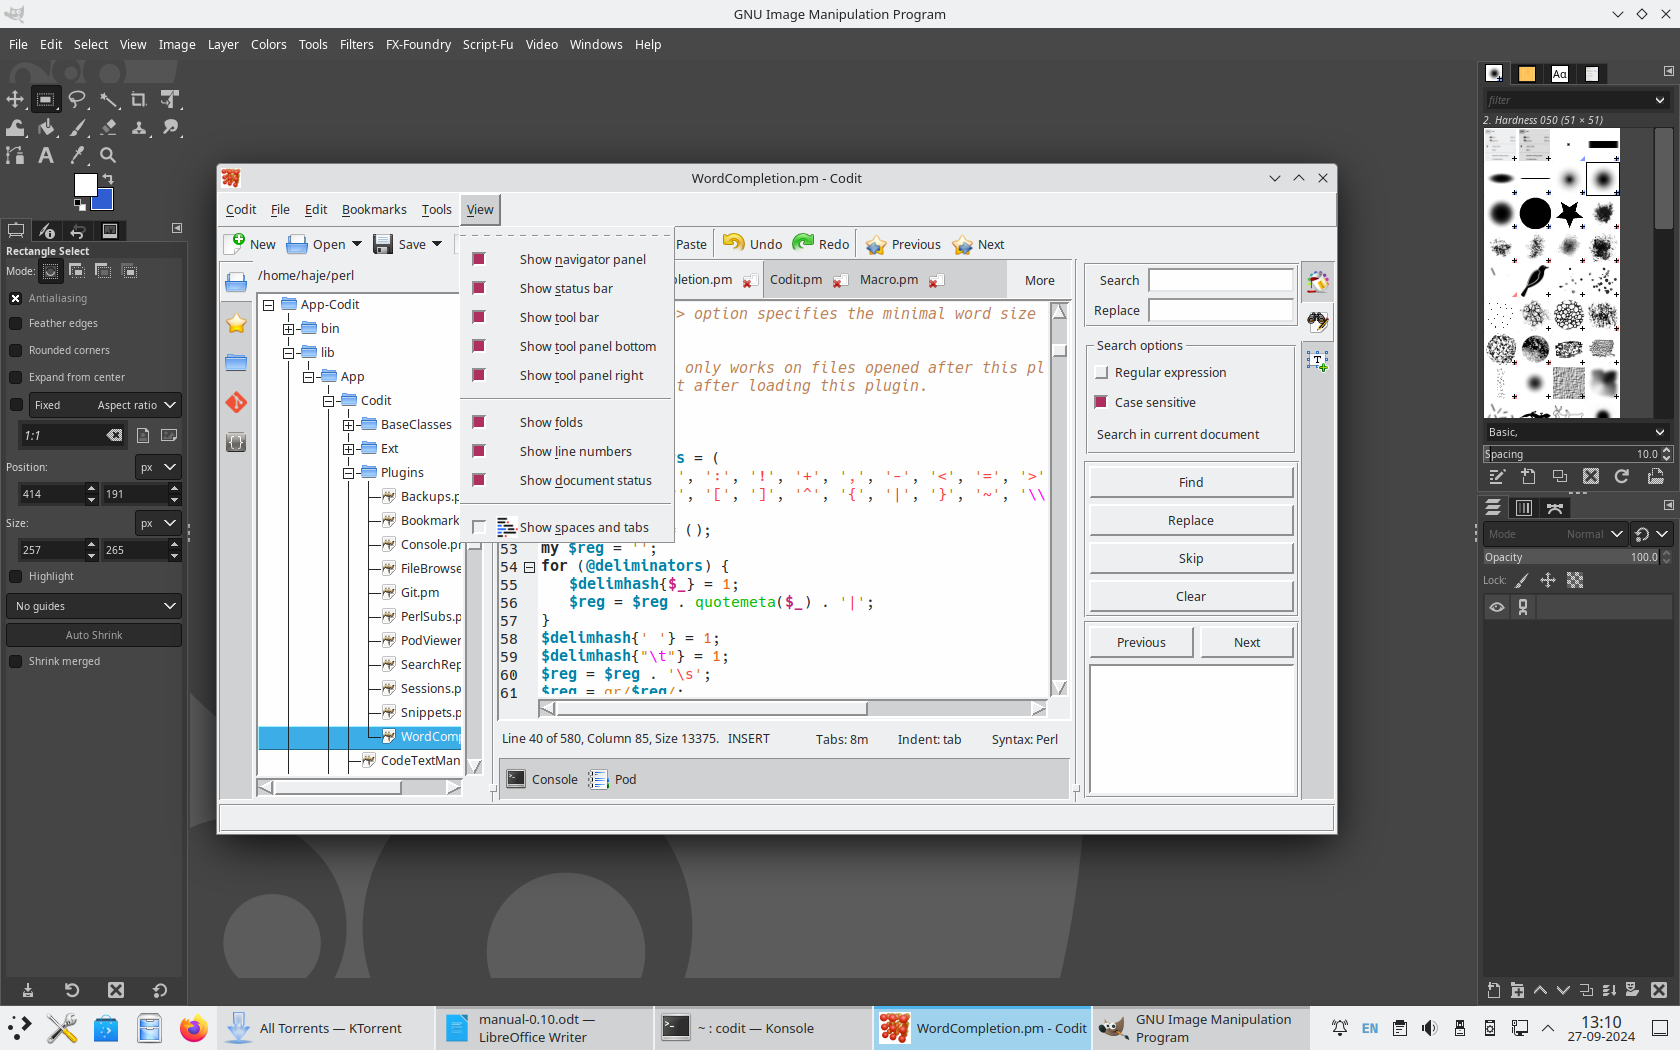 GNU Image Manipulation Program
File Edit Select View Image Layer Colors Tools Filters FX-Foundry Script-Fu Video Windows Help
Rectangle Select
Mode:
Antialiasing
Feather edges
Rounded corners
Expand from center
Fixed Aspect ratio
1:1
Position: px
414 191
Size: px
257 265
Highlight
No guides
Auto Shrink
Shrink merged
WordCompletion.pm - Codit
Codit File Edit Bookmarks Tools View
New Open Save Paste Undo Redo Previous Next
/home/haje/perl
App-Codit
bin
lib
App
Codit
BaseClasses
Ext
Plugins
Backups.p
Bookmark
Console.pr
FileBrowse
Git.pm
PerlSubs.p
PodViewer
SearchRep
Sessions.p
Snippets.p
WordComp
CodeTextMan
Show navigator panel
Show status bar
Show tool bar
Show tool panel bottom
Show tool panel right
Show folds
Show line numbers
Show document status
Show spaces and tabs
pletion.pm Codit.pm Macro.pm More
> option specifies the minimal word size
only works on files opened after this pl
t after loading this plugin.
s = (
', ':', '!', '+', ',', '-', '<', '=', '>'
', '[', ']', '^', '{', '|', '}', '~', '\\
();
53 my $reg = '';
54 for (@deliminators) {
55 $delimhash{$_} = 1;
56 $reg = $reg . quotemeta($_) . '|';
57 }
58 $delimhash{' '} = 1;
59 $delimhash{"\t"} = 1;
60 $reg = $reg . '\s';
61 $reg = qr/$reg/;
Line 40 of 580, Column 85, Size 13375. INSERT Tabs: 8m Indent: tab Syntax: Perl
Console Pod
Search
Replace
Search options
Regular expression
Case sensitive
Search in current document
Find
Replace
Skip
Clear
Previous Next
Aα
filter
2. Hardness 050 (51 × 51)
Basic,
Spacing 10.0
Mode Normal
Opacity 100.0
Lock:
All Torrents — KTorrent
manual-0.10.odt —
LibreOffice Writer
~ : codit — Konsole
WordCompletion.pm - Codit
GNU Image Manipulation
Program
EN
13:10
27-09-2024